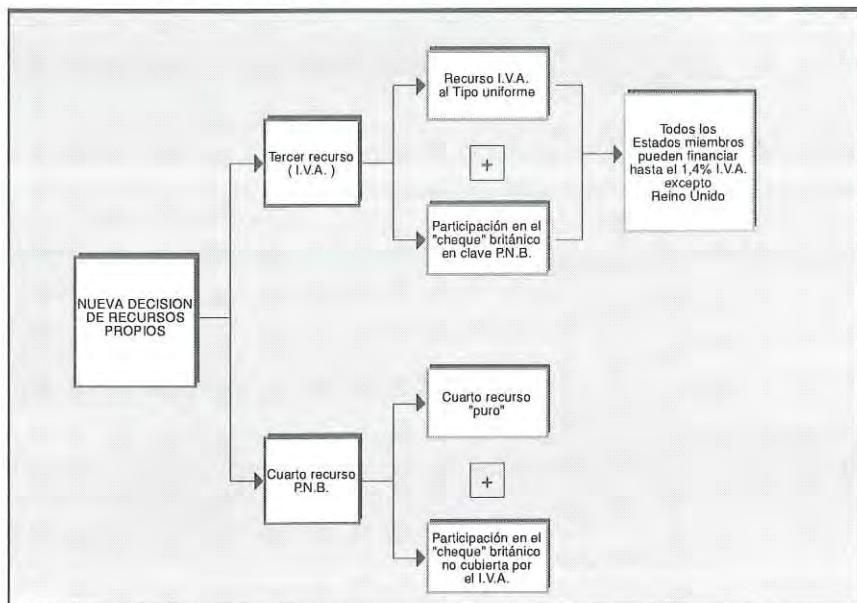 Recurso I.V.A.
al Tipo uniforme
Tercer recurso
( I.V.A. )
+
Todos los
Estados miembros
pueden financiar
hasta el 1,4% I.V.A.
excepto
Reino Unido
Participación en el
"cheque" británico
en clave P.N.B.
NUEVA DECISION
DE RECURSOS
PROPIOS
Cuarto recurso
"puro"
Cuarto recurso
P.N.B.
+
Participación en el
"cheque" británico
no cubierta por
el I.V.A.